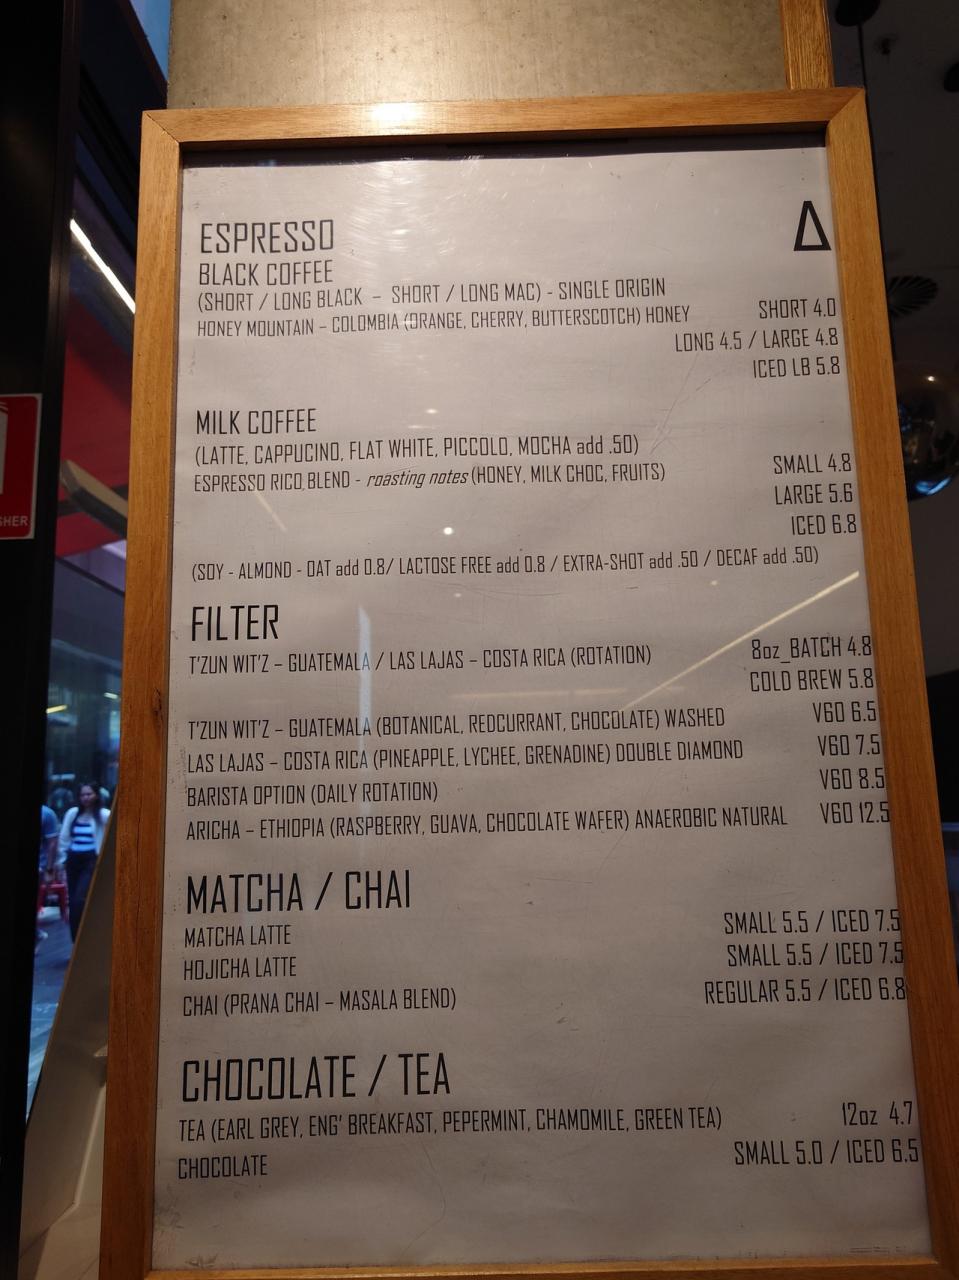 ESPRESSO
BLACK COFFEE
(SHORT / LONG BLACK – SHORT / LONG MAC) - SINGLE ORIGIN
HONEY MOUNTAIN – COLOMBIA (ORANGE, CHERRY, BUTTERSCOTCH) HONEY SHORT 4.0
LONG 4.5 / LARGE 4.8
ICED LB 5.8
MILK COFFEE
(LATTE, CAPPUCINO, FLAT WHITE, PICCOLO, MOCHA add .50)
ESPRESSO RICO BLEND - roasting notes (HONEY, MILK CHOC, FRUITS) SMALL 4.8
LARGE 5.6
ICED 6.8
(SOY - ALMOND - OAT add 0.8/ LACTOSE FREE add 0.8 / EXTRA-SHOT add .50 / DECAF add .50)
FILTER
T'ZUN WIT'Z – GUATEMALA / LAS LAJAS – COSTA RICA (ROTATION) 8oz_BATCH 4.8
COLD BREW 5.8
T'ZUN WIT'Z – GUATEMALA (BOTANICAL, REDCURRANT, CHOCOLATE) WASHED V60 6.5
LAS LAJAS – COSTA RICA (PINEAPPLE, LYCHEE, GRENADINE) DOUBLE DIAMOND V60 7.5
BARISTA OPTION (DAILY ROTATION) V60 8.5
ARICHA – ETHIOPIA (RASPBERRY, GUAVA, CHOCOLATE WAFER) ANAEROBIC NATURAL V60 12.5
MATCHA / CHAI
MATCHA LATTE SMALL 5.5 / ICED 7.5
HOJICHA LATTE SMALL 5.5 / ICED 7.5
CHAI (PRANA CHAI – MASALA BLEND) REGULAR 5.5 / ICED 6.8
CHOCOLATE / TEA
TEA (EARL GREY, ENG' BREAKFAST, PEPERMINT, CHAMOMILE, GREEN TEA) 12oz 4.7
CHOCOLATE SMALL 5.0 / ICED 6.5